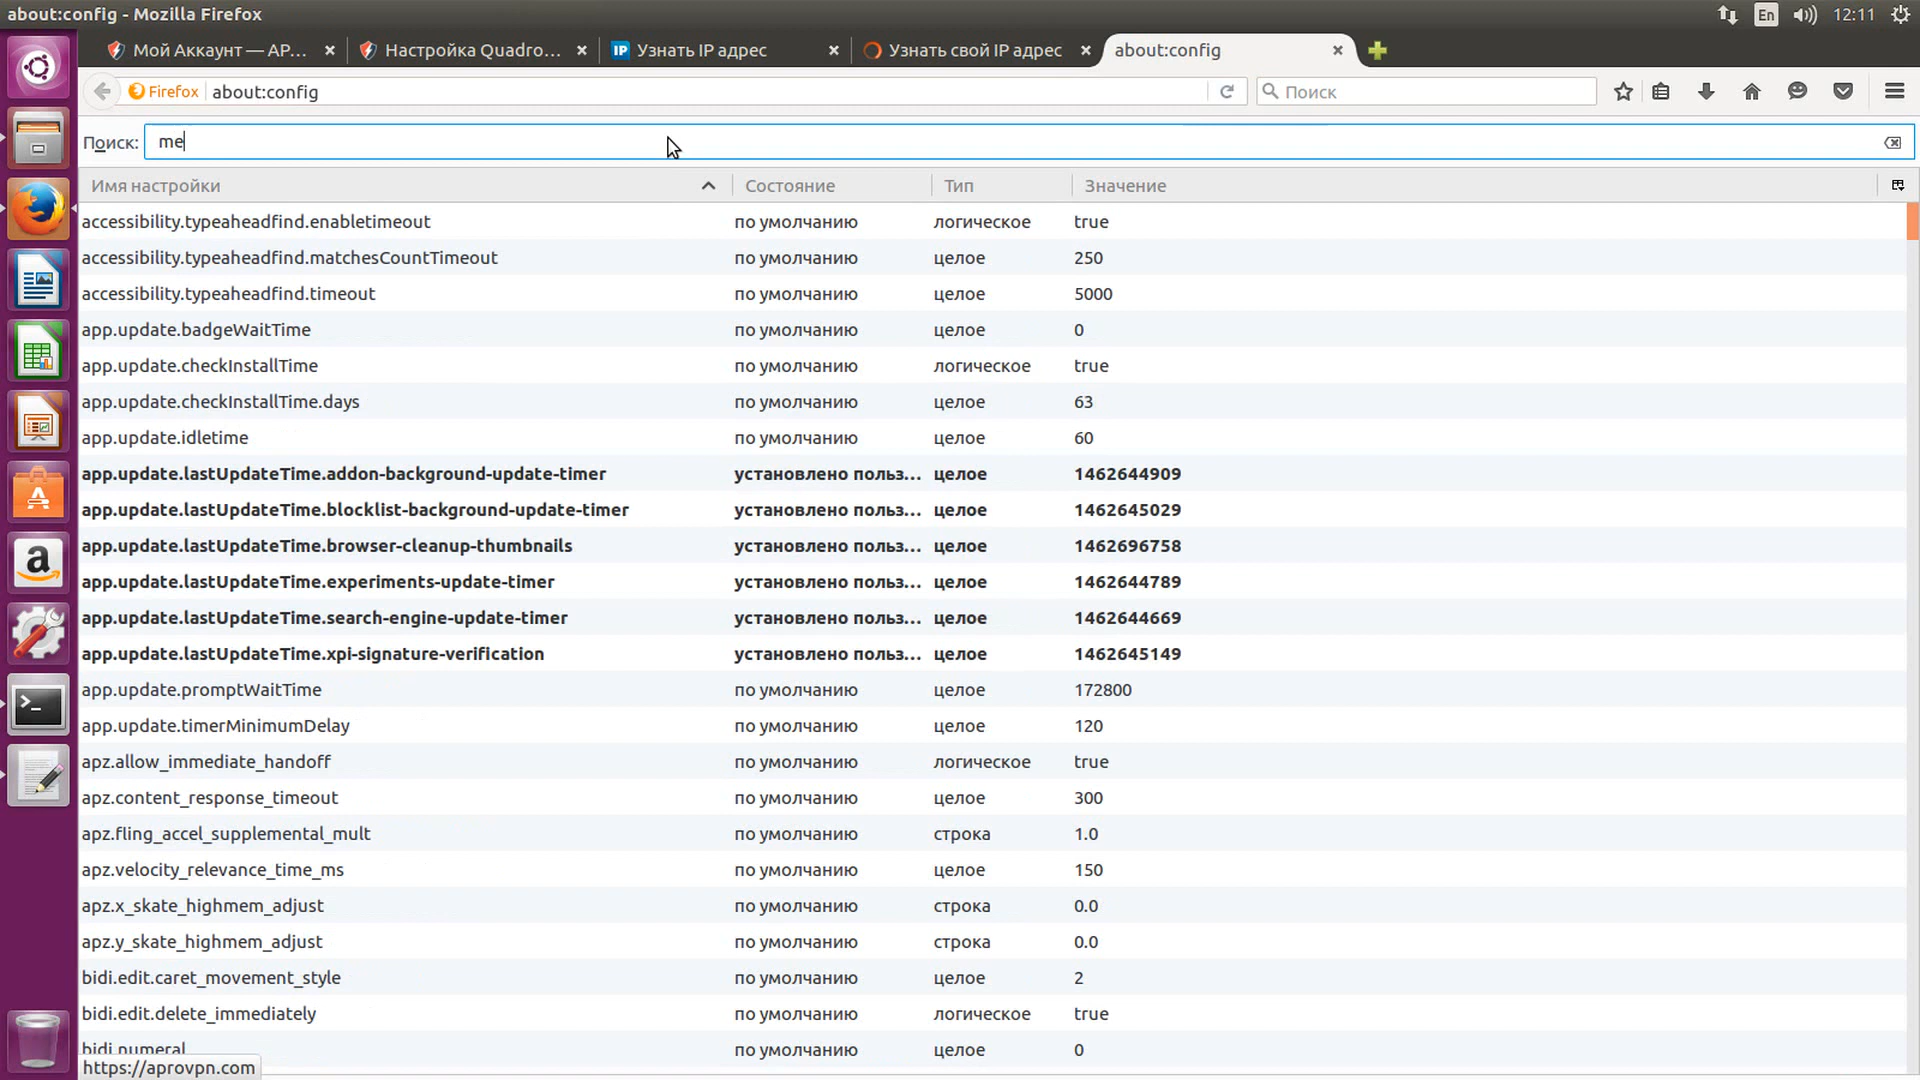 about:config - Mozilla Firefox
En
12:11
Мой Аккаунт — AP...
Настройка Quadro...
IP Узнать IP адрес
Узнать свой IP адрес
about:config
Firefox about:config
Поиск
Поиск: me
Имя настройки Состояние Тип Значение
accessibility.typeaheadfind.enabletimeout по умолчанию логическое true
accessibility.typeaheadfind.matchesCountTimeout по умолчанию целое 250
accessibility.typeaheadfind.timeout по умолчанию целое 5000
app.update.badgeWaitTime по умолчанию целое 0
app.update.checkInstallTime по умолчанию логическое true
app.update.checkInstallTime.days по умолчанию целое 63
app.update.idletime по умолчанию целое 60
app.update.lastUpdateTime.addon-background-update-timer установлено польз... целое 1462644909
app.update.lastUpdateTime.blocklist-background-update-timer установлено польз... целое 1462645029
app.update.lastUpdateTime.browser-cleanup-thumbnails установлено польз... целое 1462696758
app.update.lastUpdateTime.experiments-update-timer установлено польз... целое 1462644789
app.update.lastUpdateTime.search-engine-update-timer установлено польз... целое 1462644669
app.update.lastUpdateTime.xpi-signature-verification установлено польз... целое 1462645149
app.update.promptWaitTime по умолчанию целое 172800
app.update.timerMinimumDelay по умолчанию целое 120
apz.allow_immediate_handoff по умолчанию логическое true
apz.content_response_timeout по умолчанию целое 300
apz.fling_accel_supplemental_mult по умолчанию строка 1.0
apz.velocity_relevance_time_ms по умолчанию целое 150
apz.x_skate_highmem_adjust по умолчанию строка 0.0
apz.y_skate_highmem_adjust по умолчанию строка 0.0
bidi.edit.caret_movement_style по умолчанию целое 2
bidi.edit.delete_immediately по умолчанию логическое true
bidi.numeral по умолчанию целое 0
https://aprovpn.com